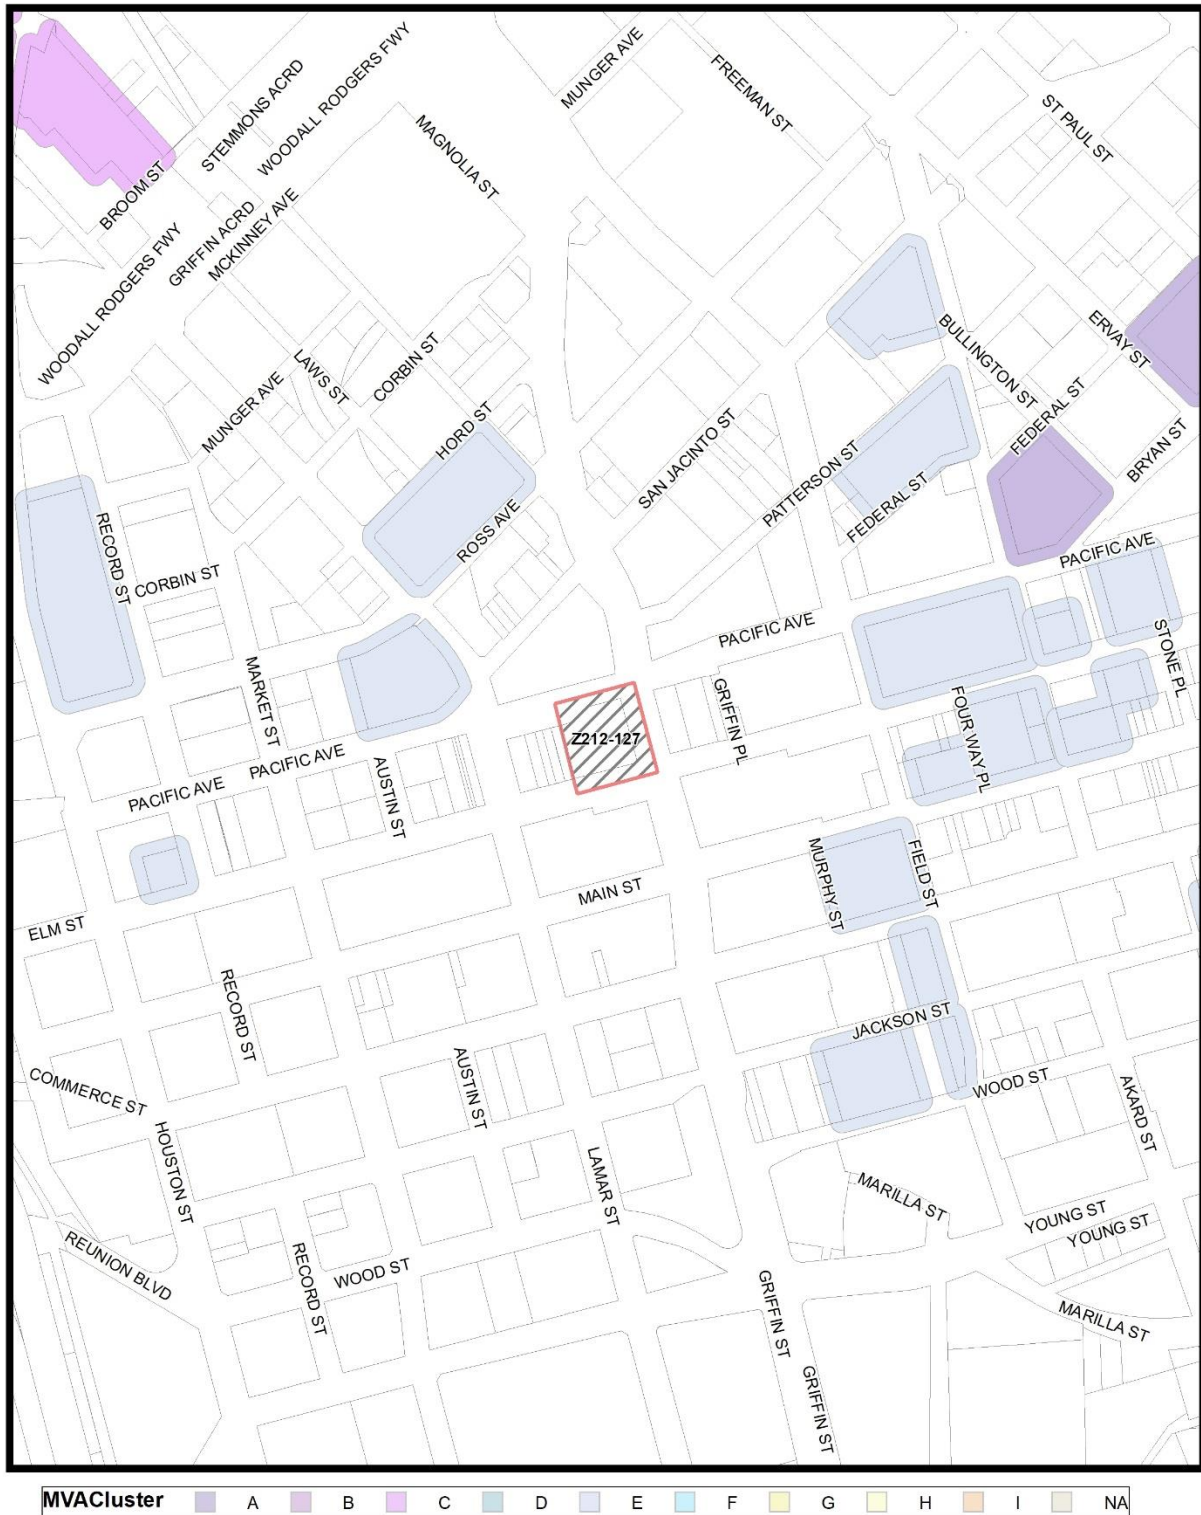 MUNGER AVE
FREEMAN ST
WOODALL RODGERS FWY
STEMMONS ACRD
ST PAUL ST
MAGNOLIA ST
BROOM ST
MCKINNEY AVE
GRIFFIN ACRD
WOODALL RODGERS FWY
BULLINGTON ST
ERVAY ST
CORBIN ST
LAWS ST
MUNGER AVE
HORD ST
FEDERAL ST
BRYAN ST
SAN JACINTO ST
PATTERSON ST
FEDERAL ST
ROSS AVE
RECORD ST
CORBIN ST
PACIFIC AVE
PACIFIC AVE
STONE PL
MARKET ST
GRIFFIN PL
FOUR WAY PL
Z212-127
PACIFIC AVE
PACIFIC AVE
AUSTIN ST
MURPHY ST
FIELD ST
MAIN ST
ELM ST
RECORD ST
JACKSON ST
AUSTIN ST
WOOD ST
COMMERCE ST
AKARD ST
HOUSTON ST
LAMAR ST
MARILLA ST
YOUNG ST
YOUNG ST
REUNION BLVD
RECORD ST
WOOD ST
GRIFFIN ST
MARILLA ST
GRIFFIN ST
MVACluster A B C D E F G H I NA